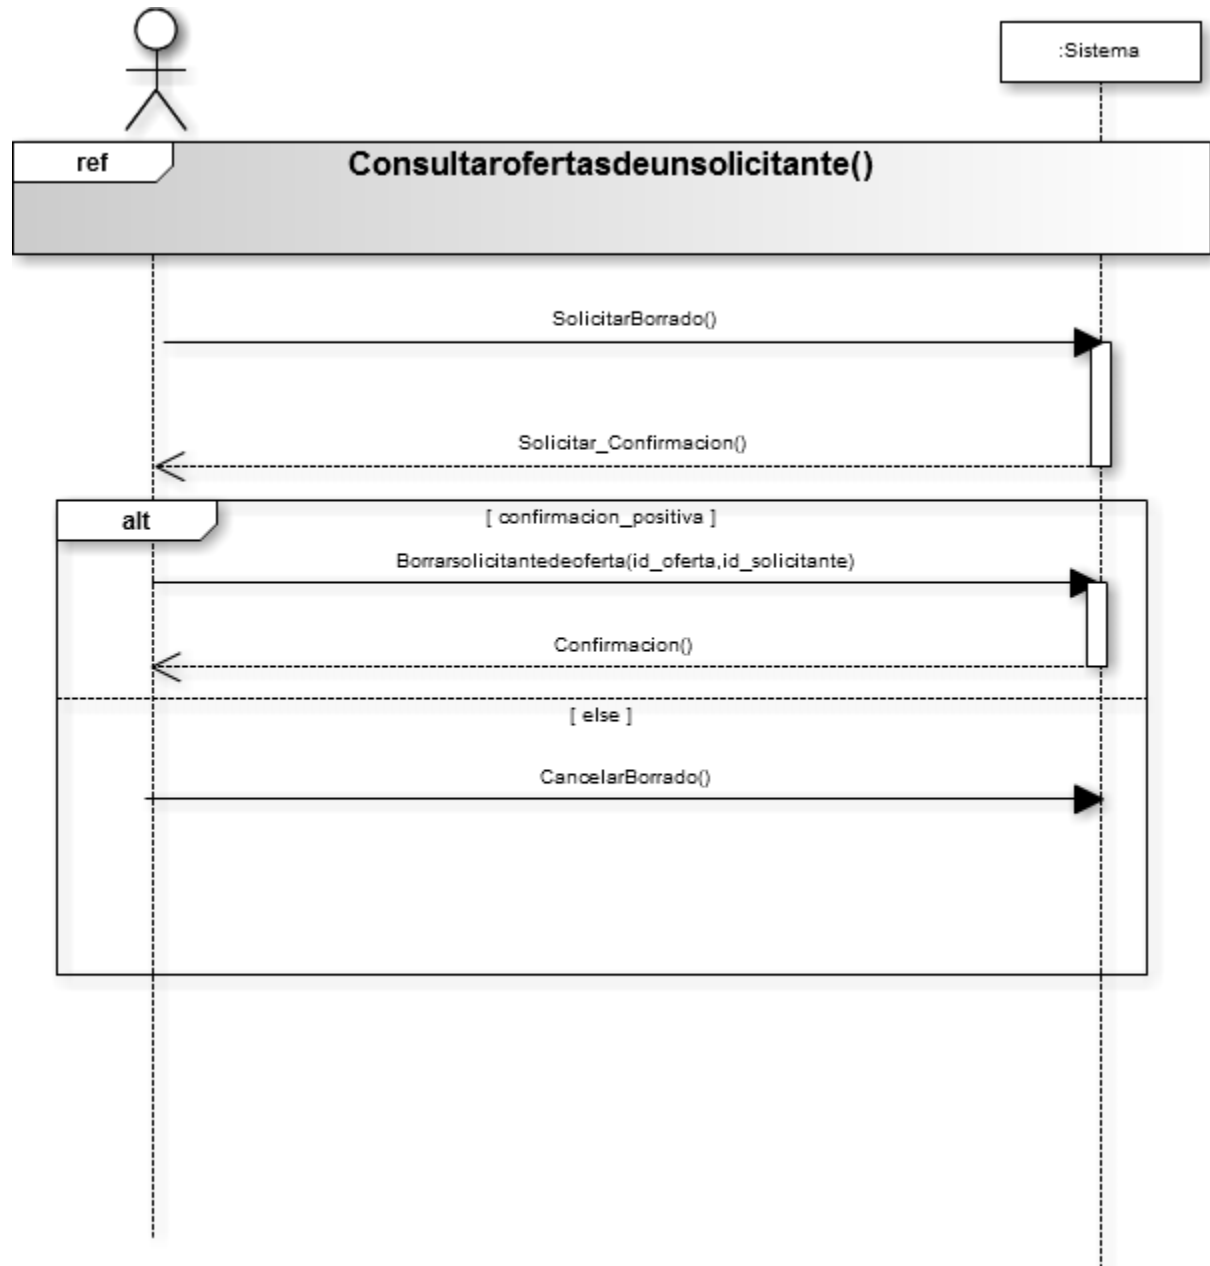 :Sistema
ref
Consultarofertasdeunsolicitante()
SolicitarBorrado()
Solicitar_Confirmacion()
alt
[ confirmacion_positiva ]
Borrarsolicitantedeoferta(id_oferta,id_solicitante)
Confirmacion()
[ else ]
CancelarBorrado()